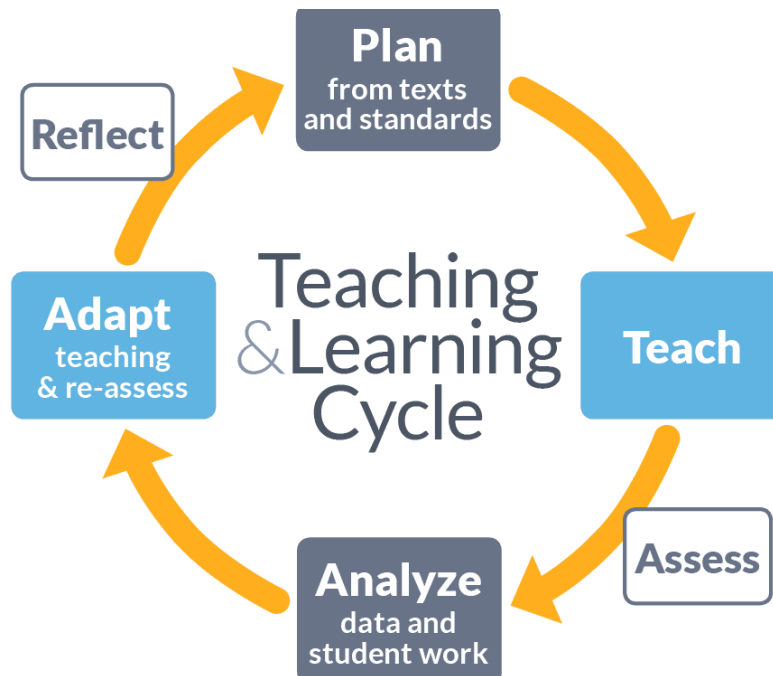 Plan
from texts
and standards
Reflect
Teaching
&Learning
Cycle
Adapt
teaching
& re-assess
Teach
Assess
Analyze
data and
student work